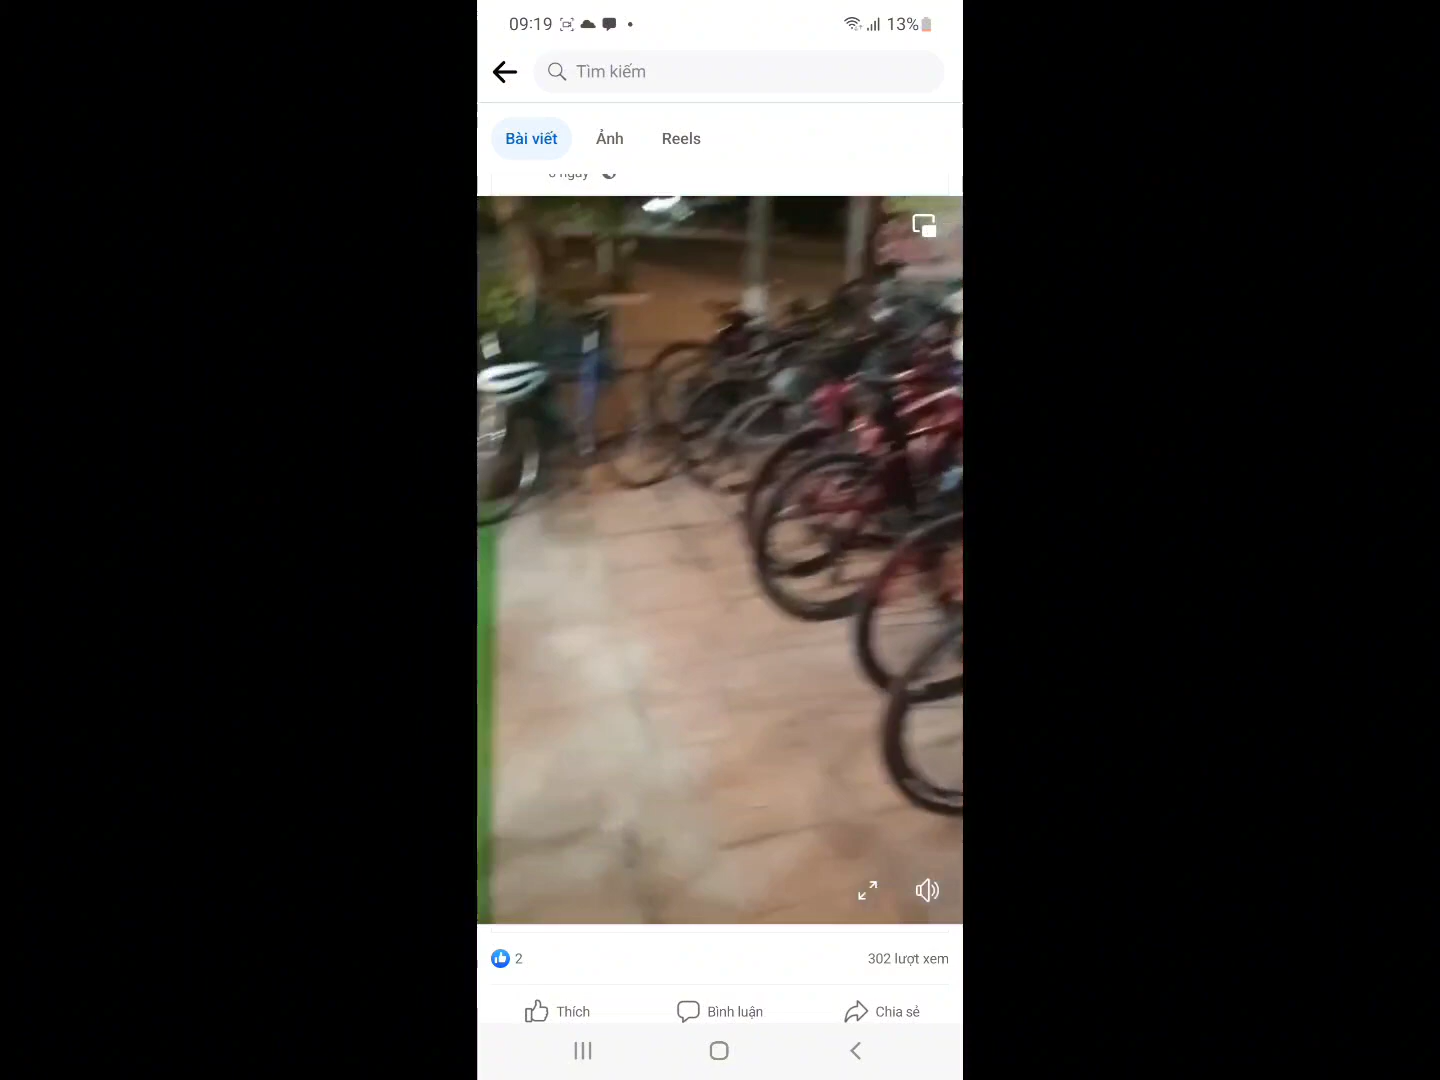 09:19
13%
Tìm kiếm
Bài viết
Ảnh
Reels
2
302 lượt xem
Thích
Bình luận
Chia sẻ